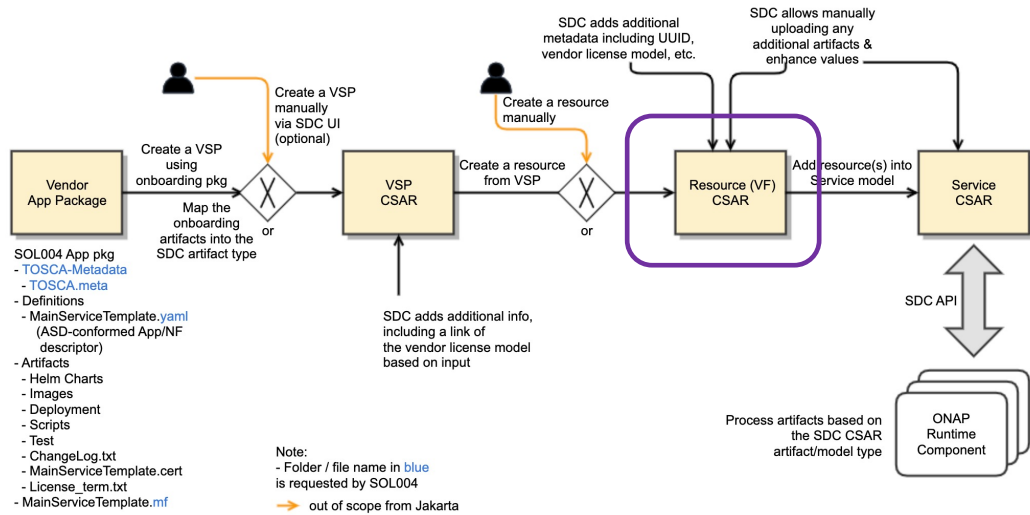 SDC adds additional
metadata including UUID,
vendor license model, etc.
SDC allows manually
uploading any
additional artifacts &
enhance values
Create a VSP
manually
via SDC UI
(optional)
Create a resource
manually
Vendor
App Package
Create a VSP
using
onboarding pkg
Map the
onboarding
artifacts into the
SDC artifact type
X
or
VSP
CSAR
Create a resource
from VSP
X
or
Resource (VF)
CSAR
Add resource(s) into
Service model
Service
CSAR
SOL004 App pkg
- TOSCA-Metadata
- TOSCA.meta
- Definitions
- MainServiceTemplate.yaml
(ASD-conformed App/NF
descriptor)
- Artifacts
- Helm Charts
- Images
- Deployment
- Scripts
- Test
- ChangeLog.txt
- MainServiceTemplate.cert
- License_term.txt
- MainServiceTemplate.mf
SDC adds additional info,
including a link of
the vendor license model
based on input
SDC API
Process artifacts based on
the SDC CSAR
artifact/model type
ONAP
Runtime
Component
Note:
- Folder / file name in blue
is requested by SOL004
out of scope from Jakarta